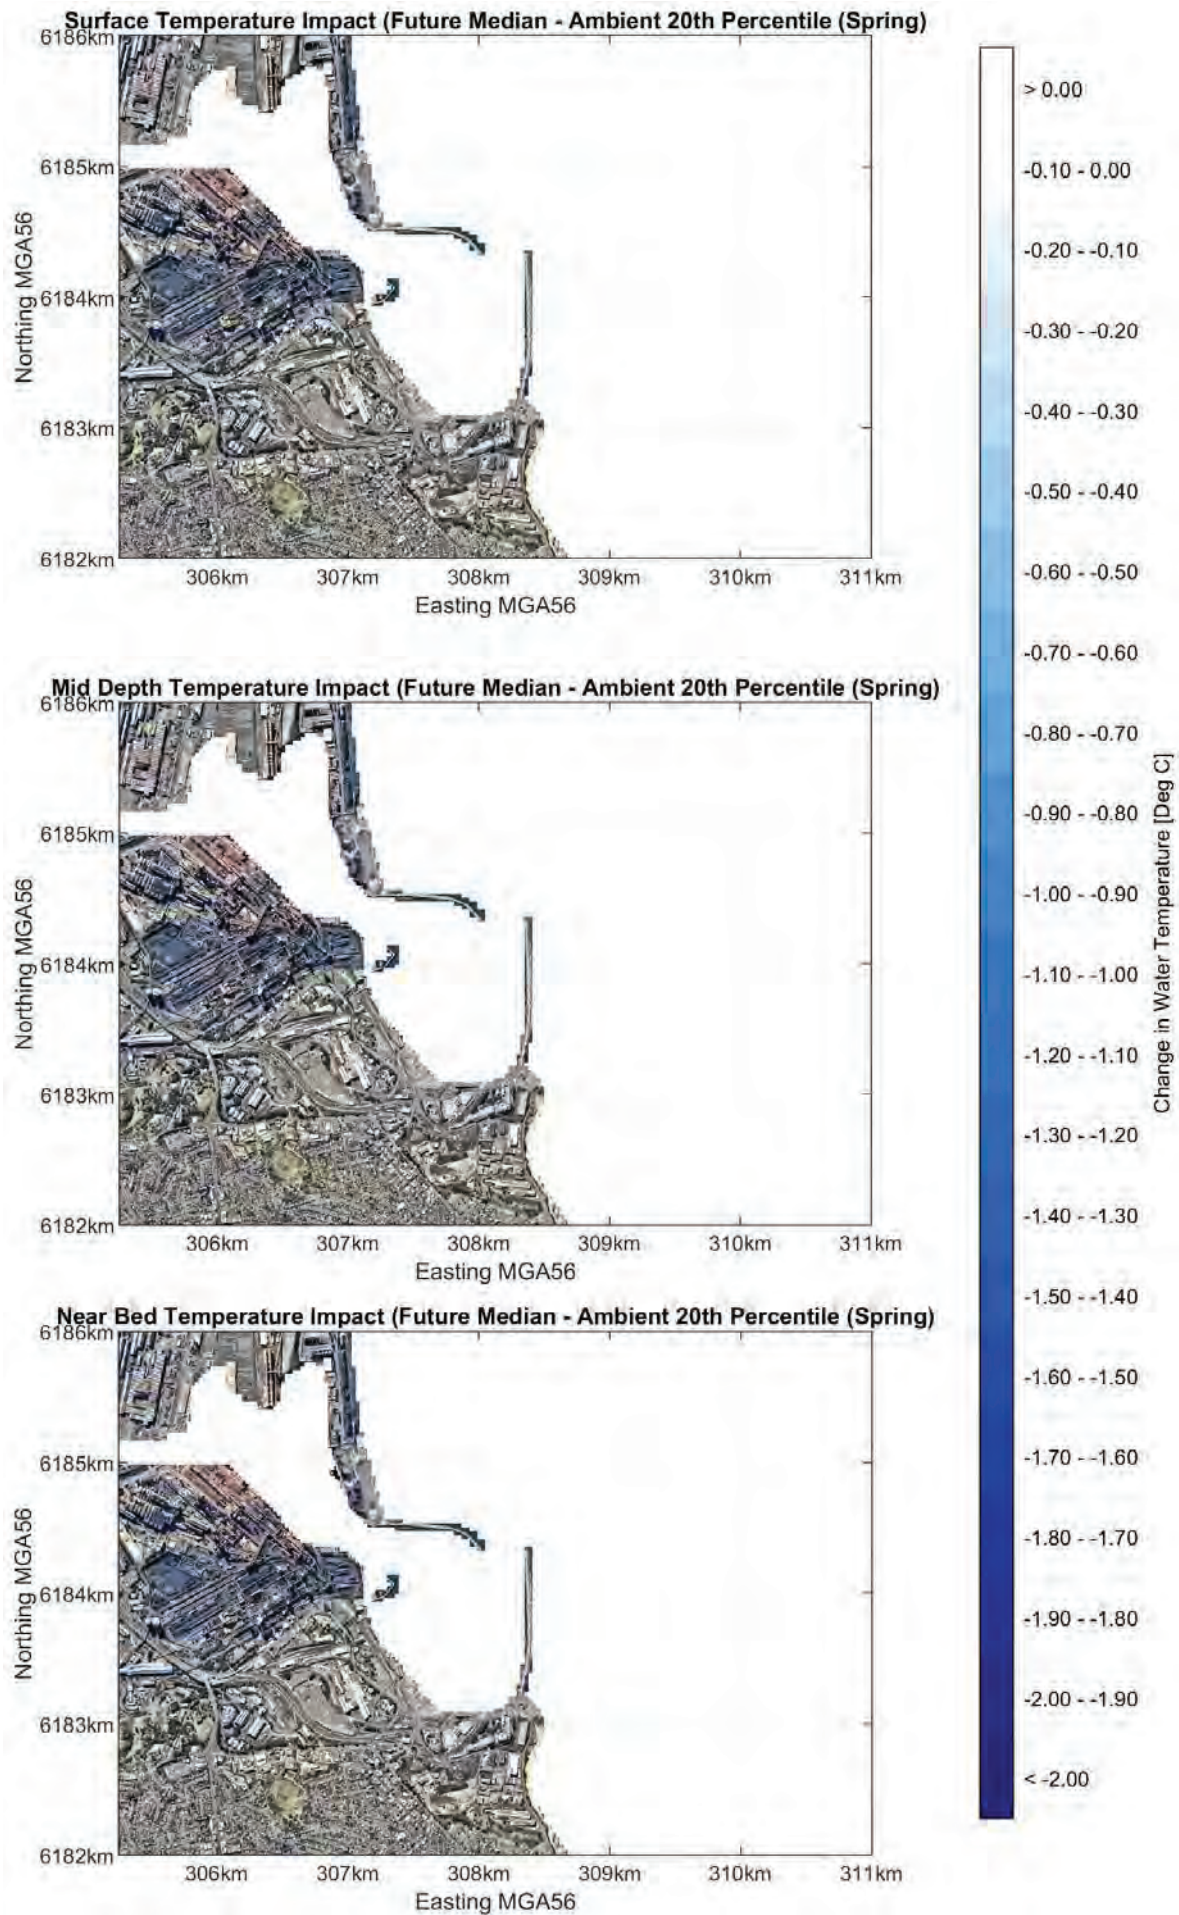 Surface Temperature Impact (Future Median - Ambient 20th Percentile (Spring)
6186km
6185km
6184km
6183km
6182km
Northing MGA56
306km 307km 308km 309km 310km 311km
Easting MGA56
Mid Depth Temperature Impact (Future Median - Ambient 20th Percentile (Spring)
6186km
6185km
6184km
6183km
6182km
Northing MGA56
306km 307km 308km 309km 310km 311km
Easting MGA56
Near Bed Temperature Impact (Future Median - Ambient 20th Percentile (Spring)
6186km
6185km
6184km
6183km
6182km
Northing MGA56
306km 307km 308km 309km 310km 311km
Easting MGA56
> 0.00
-0.10 - 0.00
-0.20 - -0.10
-0.30 - -0.20
-0.40 - -0.30
-0.50 - -0.40
-0.60 - -0.50
-0.70 - -0.60
-0.80 - -0.70
-0.90 - -0.80
-1.00 - -0.90
-1.10 - -1.00
-1.20 - -1.10
-1.30 - -1.20
-1.40 - -1.30
-1.50 - -1.40
-1.60 - -1.50
-1.70 - -1.60
-1.80 - -1.70
-1.90 - -1.80
-2.00 - -1.90
< -2.00
Change in Water Temperature [Deg C]